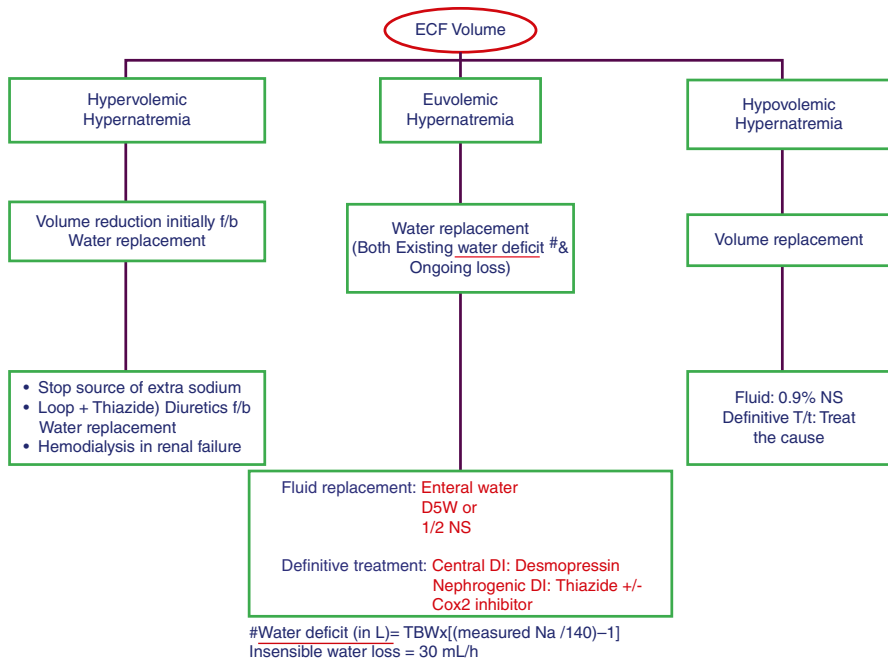 ECF Volume
Hypervolemic
Hypernatremia
Euvolemic
Hypernatremia
Hypovolemic
Hypernatremia
Volume reduction initially f/b
Water replacement
Water replacement
(Both Existing water deficit #&
Ongoing loss)
Volume replacement
• Stop source of extra sodium
• Loop + Thiazide) Diuretics f/b
Water replacement
• Hemodialysis in renal failure
Fluid: 0.9% NS
Definitive T/t: Treat
the cause
Fluid replacement: Enteral water
D5W or
1/2 NS
Definitive treatment: Central DI: Desmopressin
Nephrogenic DI: Thiazide +/-
Cox2 inhibitor
#Water deficit (in L)= TBWx[(measured Na /140)–1]
Insensible water loss = 30 mL/h